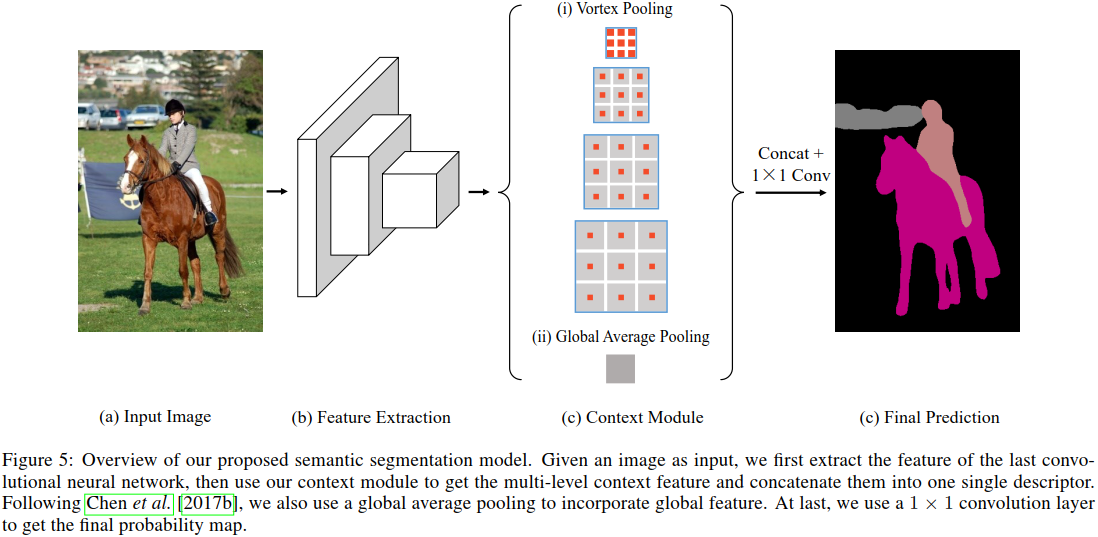 (i) Vortex Pooling
Concat +
1×1 Conv
(ii) Global Average Pooling
(a) Input Image
(b) Feature Extraction
(c) Context Module
(c) Final Prediction
Figure 5: Overview of our proposed semantic segmentation model. Given an image as input, we first extract the feature of the last convo-
lutional neural network, then use our context module to get the multi-level context feature and concatenate them into one single descriptor.
Following Chen et al. [2017b], we also use a global average pooling to incorporate global feature. At last, we use a 1 × 1 convolution layer
to get the final probability map.